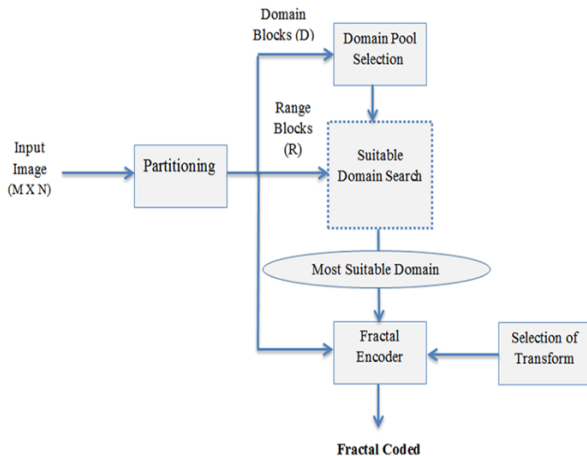 Domain
Blocks (D)
Domain Pool
Selection
Range
Blocks
(R)
Input
Image
(M X N)
Partitioning
Suitable
Domain Search
Most Suitable Domain
Fractal
Encoder
Selection of
Transform
Fractal Coded